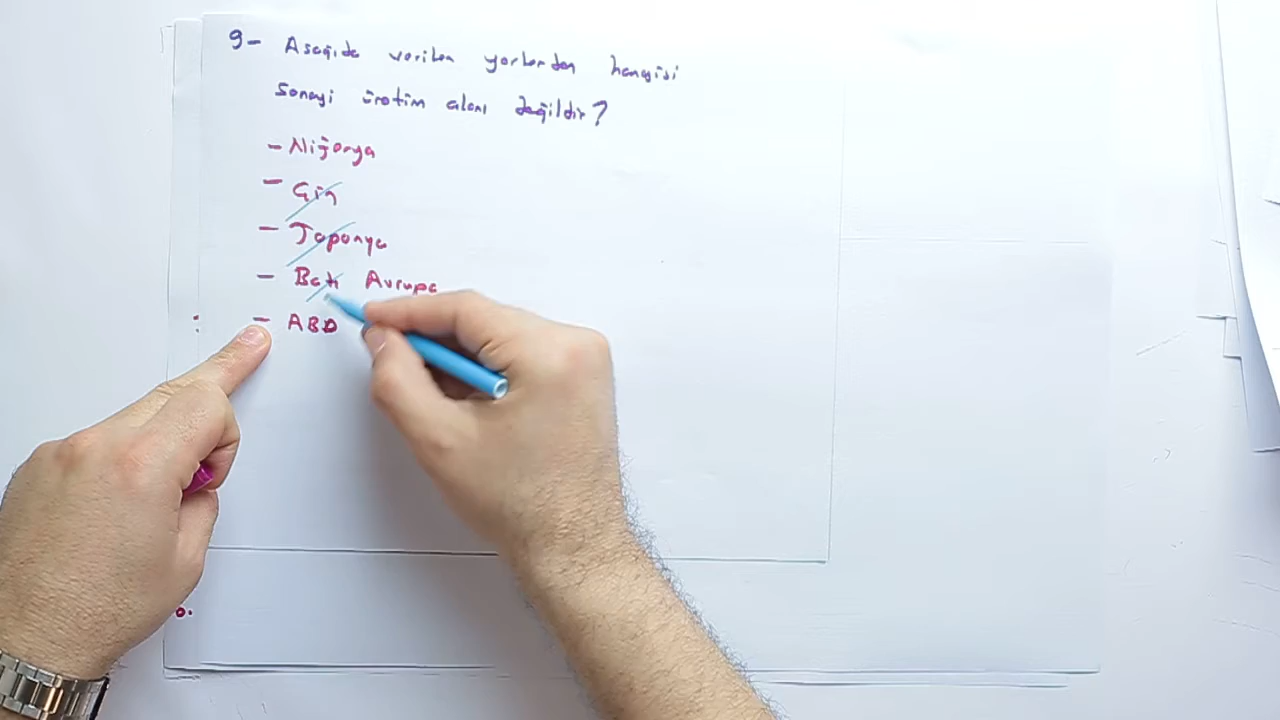 9- Aşağıda verilen yerlerden hangisi
sanayi üretim alanı değildir?
- Nijerya
- Çin
- Japonya
- Batı Avrupa
- ABD